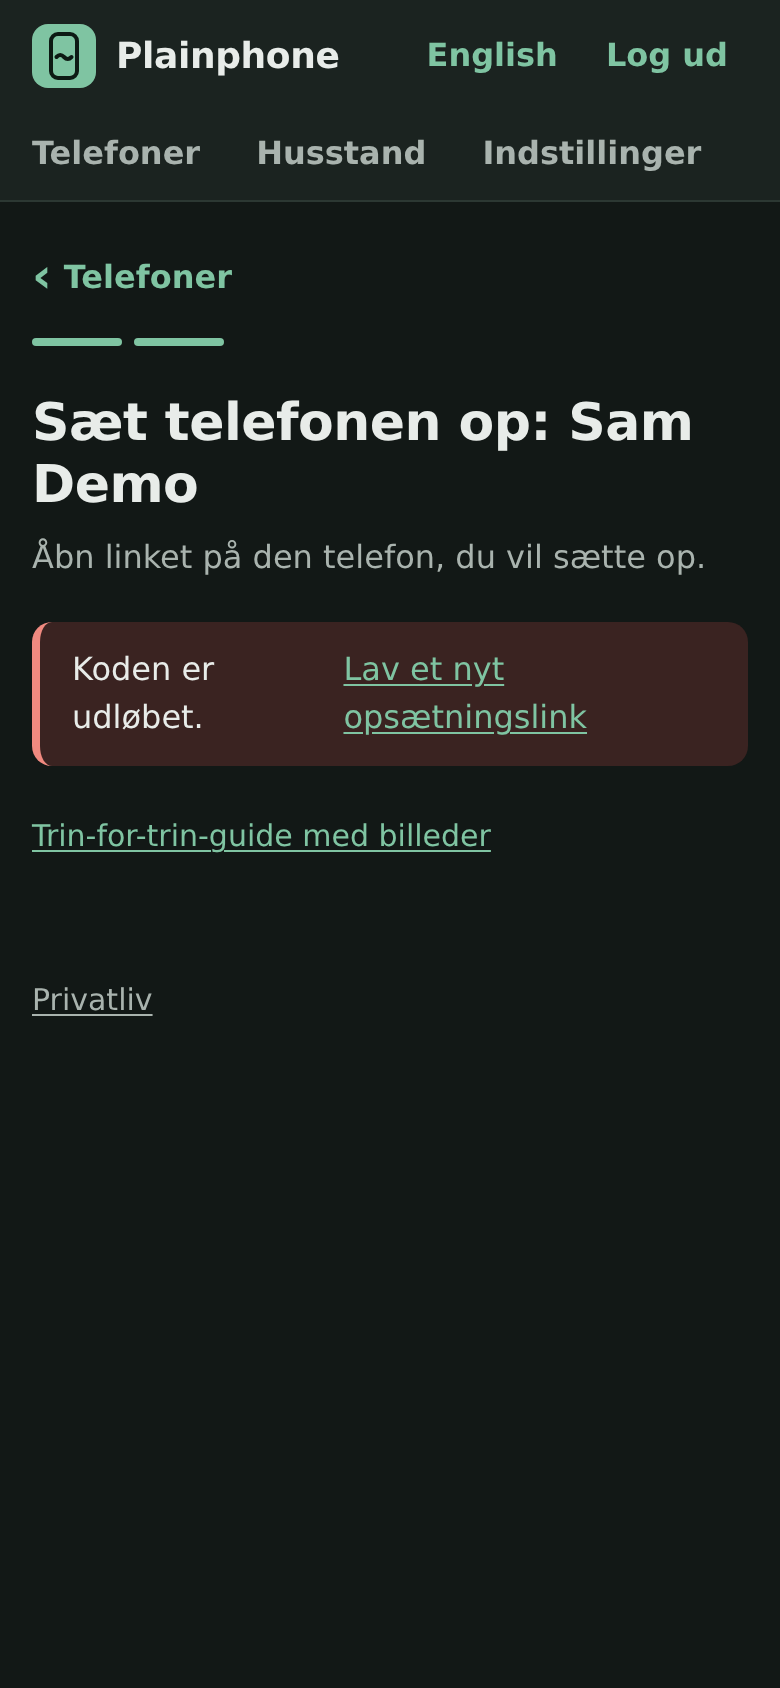 Plainphone
English
Log ud
Telefoner
Husstand
Indstillinger
‹ Telefoner
Sæt telefonen op: Sam
Demo
Åbn linket på den telefon, du vil sætte op.
Koden er
udløbet.
Lav et nyt
opsætningslink
Trin-for-trin-guide med billeder
Privatliv